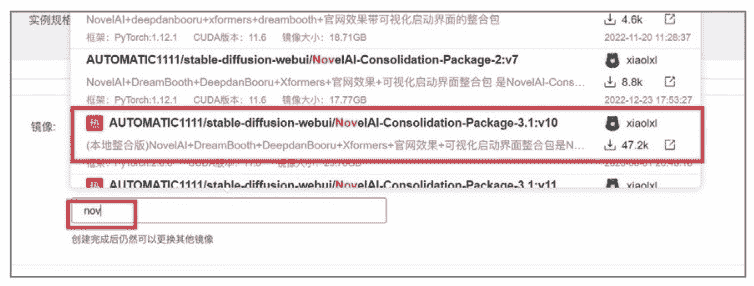 实例规格
NovelAI+deepdanbooru+xformers+dreambooth+官网效果带可视化启动界面的整合包 4.6k
框架：PyTorch:1.12.1 CUDA版本：11.6 镜像大小：18.71GB 2022-11-20 11:28:37
AUTOMATIC1111/stable-diffusion-webui/NovelAI-Consolidation-Package-2:v7 xiaolxl
NovelAI+DreamBooth+DeepdanBooru+Xformers+官网效果+可视化启动界面整合包 是NovelAI-Cons... 8.8k
框架：PyTorch:1.12.1 CUDA版本：11.6 镜像大小：17.77GB 2022-12-23 17:53:27
镜像:
热 AUTOMATIC1111/stable-diffusion-webui/NovelAI-Consolidation-Package-3.1:v10 xiaolxl
(本地整合版)NovelAI+DreamBooth+DeepdanBooru+Xformers+官网效果+可视化启动界面整合包是N... 47.2k
热 AUTOMATIC1111/stable-diffusion-webui/NovelAI-Consolidation-Package-3.1:v11 xiaolxl
nov
创建完成后仍然可以更换其他镜像